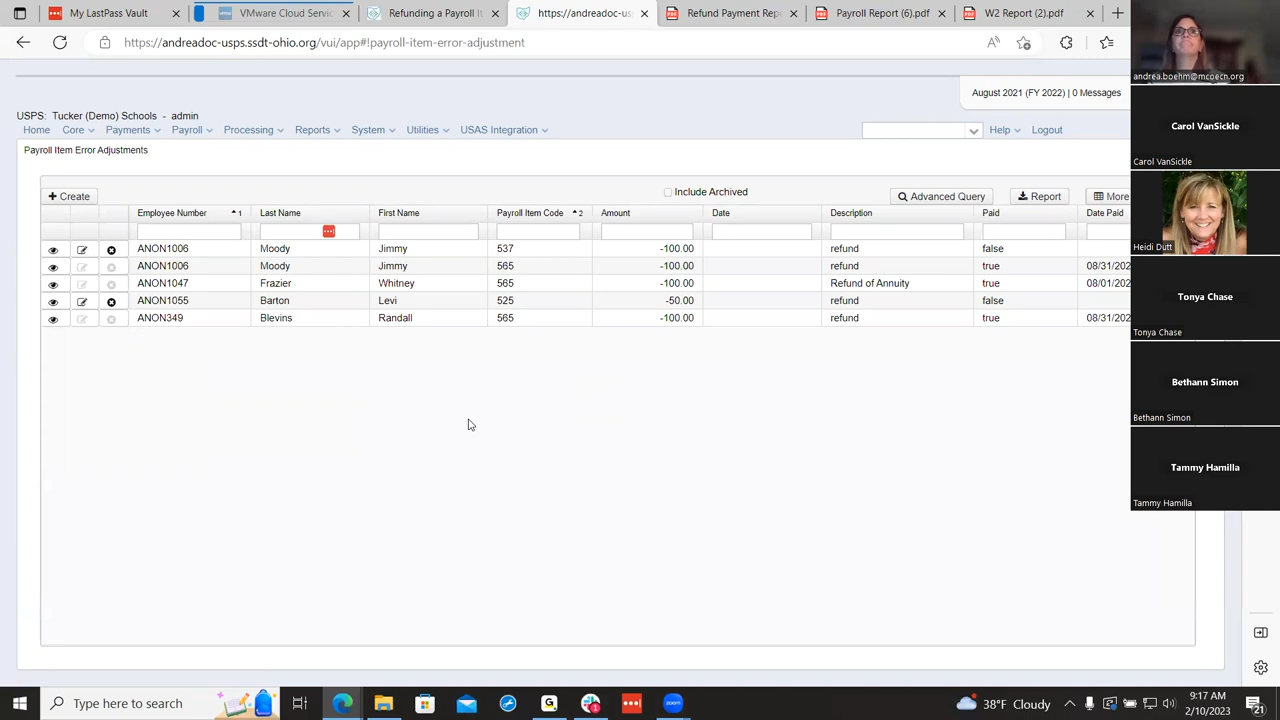 My LastPass Vault
VMware Cloud Servic
Refunding a Payroll It
https://andreadoc-us
Refund Payment Rep
Payroll Report (6).pdf
W2 Report (2).pdf
https://andreadoc-usps.ssdt-ohio.org/vui/app#!payroll-item-error-adjustment
andrea.boehm@mcoecn.org
August 2021 (FY 2022) | 0 Messages
USPS. Tucker (Demo) Schools - admin
Home Core Payments Payroll Processing Reports System Utilities USAS Integration Help Logout
Payroll Item Error Adjustments
Create Include Archived Advanced Query Report More
Employee Number 1 Last Name First Name Payroll Item Code 2 Amount Date Description Paid Date Paid
ANON1006 Moody Jimmy 537 -100.00 refund false
ANON1006 Moody Jimmy 565 -100.00 refund true 08/31/202
ANON1047 Frazier Whitney 565 -100.00 Refund of Annuity true 08/01/202
ANON1055 Barton Levi 525 -50.00 refund false
ANON349 Blevins Randall 565 -100.00 refund true 08/31/202
Carol VanSickle
Carol VanSickle
Heidi Dutt
Tonya Chase
Tonya Chase
Bethann Simon
Bethann Simon
Tammy Hamilla
Tammy Hamilla
Type here to search
zoom
38°F Cloudy
9:17 AM
2/10/2023
21